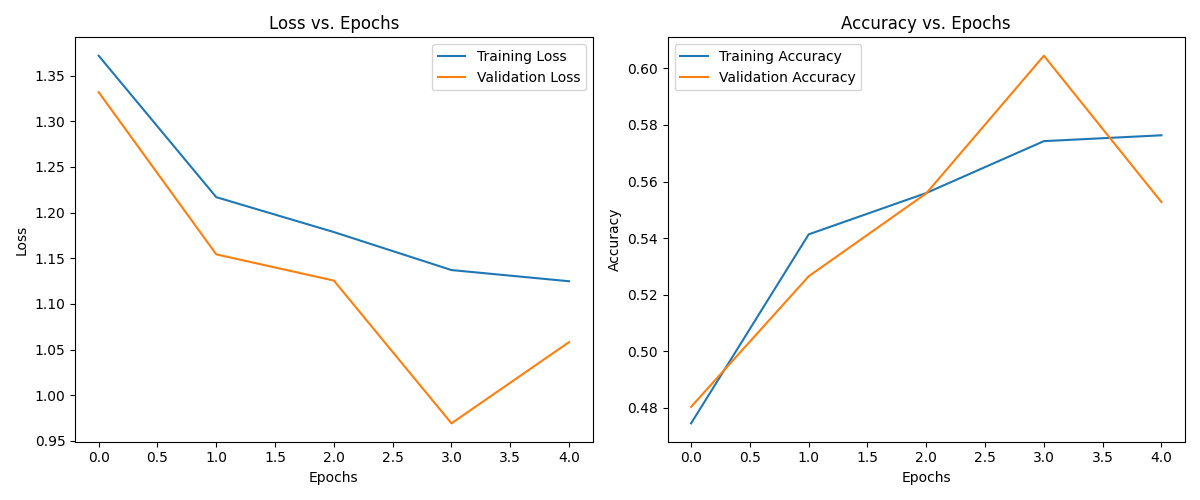 Loss vs. Epochs
Training Loss
Validation Loss
Loss
1.35
1.30
1.25
1.20
1.15
1.10
1.05
1.00
0.95
0.0 0.5 1.0 1.5 2.0 2.5 3.0 3.5 4.0
Epochs
Accuracy vs. Epochs
Training Accuracy
Validation Accuracy
Accuracy
0.60
0.58
0.56
0.54
0.52
0.50
0.48
0.0 0.5 1.0 1.5 2.0 2.5 3.0 3.5 4.0
Epochs